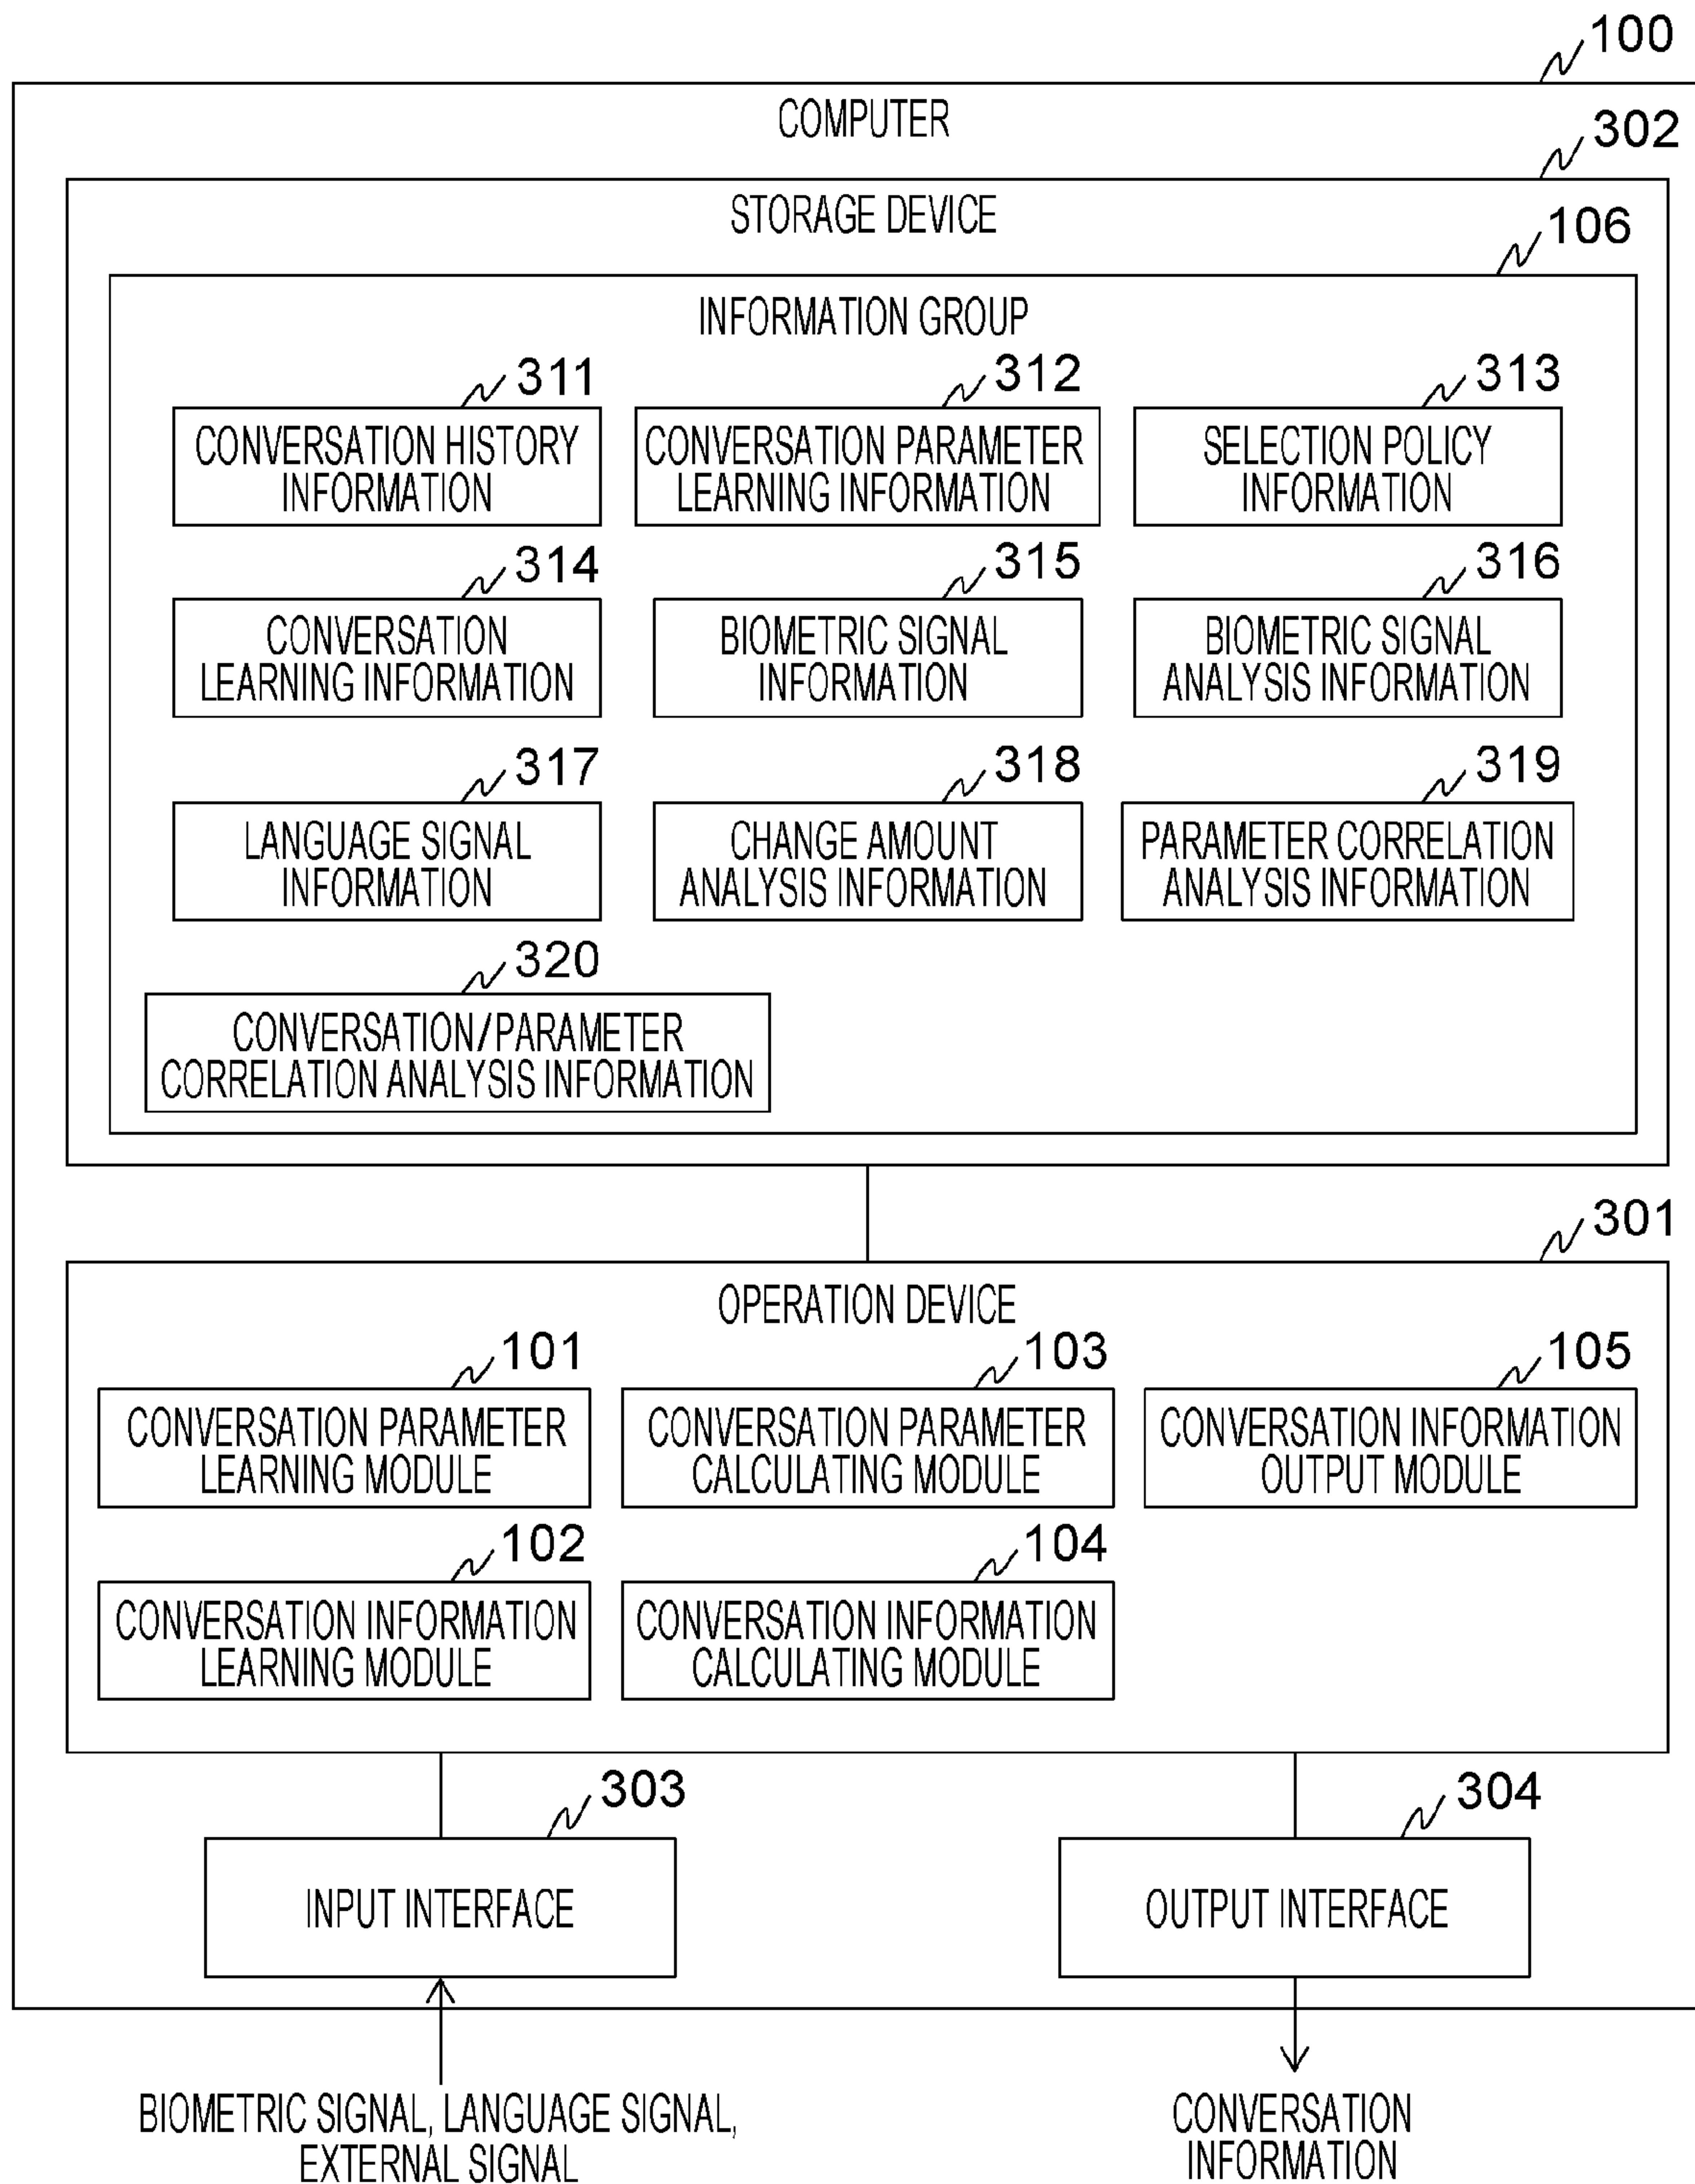 100
COMPUTER
302
STORAGE DEVICE
106
INFORMATION GROUP
311
312
313
CONVERSATION HISTORY
INFORMATION
CONVERSATION PARAMETER
LEARNING INFORMATION
SELECTION POLICY
INFORMATION
314
315
316
CONVERSATION
LEARNING INFORMATION
BIOMETRIC SIGNAL
INFORMATION
BIOMETRIC SIGNAL
ANALYSIS INFORMATION
317
318
319
LANGUAGE SIGNAL
INFORMATION
CHANGE AMOUNT
ANALYSIS INFORMATION
PARAMETER CORRELATION
ANALYSIS INFORMATION
320
CONVERSATION/PARAMETER
CORRELATION ANALYSIS INFORMATION
301
OPERATION DEVICE
101
103
105
CONVERSATION PARAMETER
LEARNING MODULE
CONVERSATION PARAMETER
CALCULATING MODULE
CONVERSATION INFORMATION
OUTPUT MODULE
102
104
CONVERSATION INFORMATION
LEARNING MODULE
CONVERSATION INFORMATION
CALCULATING MODULE
303
304
INPUT INTERFACE
OUTPUT INTERFACE
BIOMETRIC SIGNAL, LANGUAGE SIGNAL,
EXTERNAL SIGNAL
CONVERSATION
INFORMATION